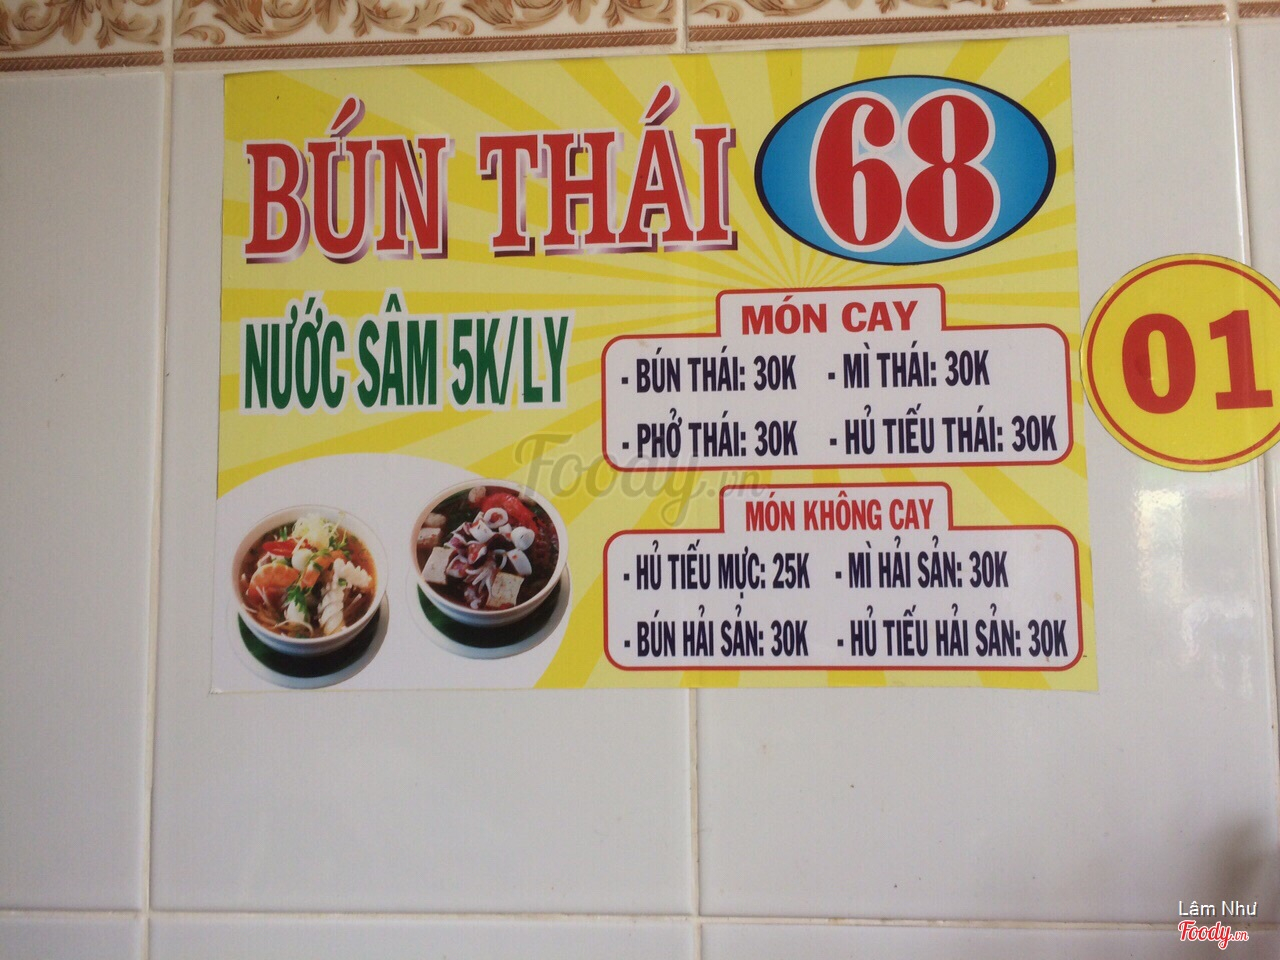 BÚN THÁI 68
NƯỚC SÂM 5K/LY
MÓN CAY
- BÚN THÁI: 30K - MÌ THÁI: 30K
- PHỞ THÁI: 30K - HỦ TIẾU THÁI: 30K
MÓN KHÔNG CAY
- HỦ TIẾU MỰC: 25K - MÌ HẢI SẢN: 30K
- BÚN HẢI SẢN: 30K - HỦ TIẾU HẢI SẢN: 30K
01
Foody.vn
Lâm Như
Foody.vn